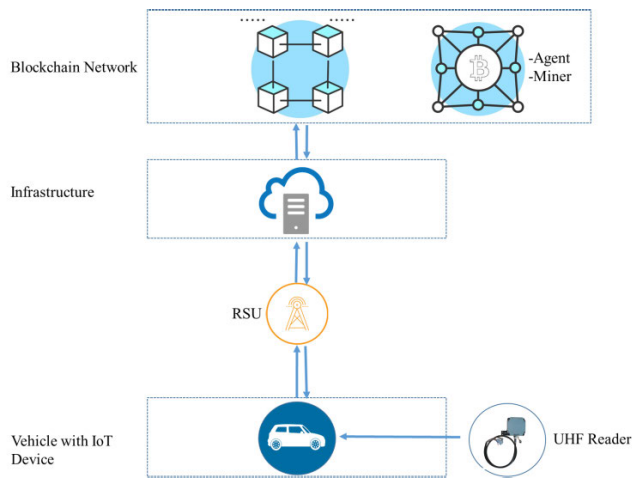 Blockchain Network
-Agent
-Miner
Infrastructure
RSU
Vehicle with IoT
Device
UHF Reader